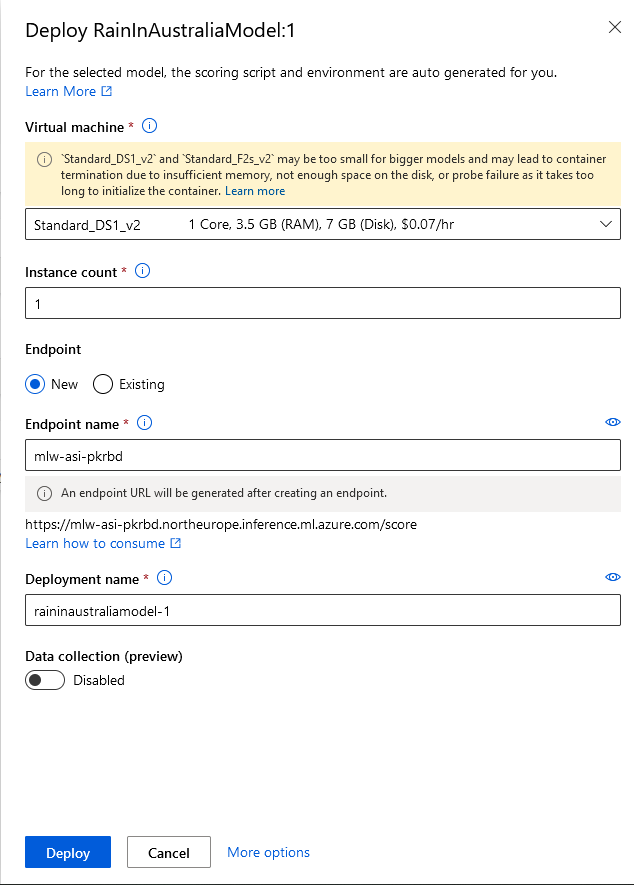 Deploy RainInAustraliaModel:1
For the selected model, the scoring script and environment are auto generated for you.
Learn More
Virtual machine *
`Standard_DS1_v2` and `Standard_F2s_v2` may be too small for bigger models and may lead to container
termination due to insufficient memory, not enough space on the disk, or probe failure as it takes too
long to initialize the container. Learn more
Standard_DS1_v2 1 Core, 3.5 GB (RAM), 7 GB (Disk), $0.07/hr
Instance count *
1
Endpoint
New Existing
Endpoint name *
mlw-asi-pkrbd
An endpoint URL will be generated after creating an endpoint.
https://mlw-asi-pkrbd.northeurope.inference.ml.azure.com/score
Learn how to consume
Deployment name *
raininaustraliamodel-1
Data collection (preview)
Disabled
Deploy Cancel More options